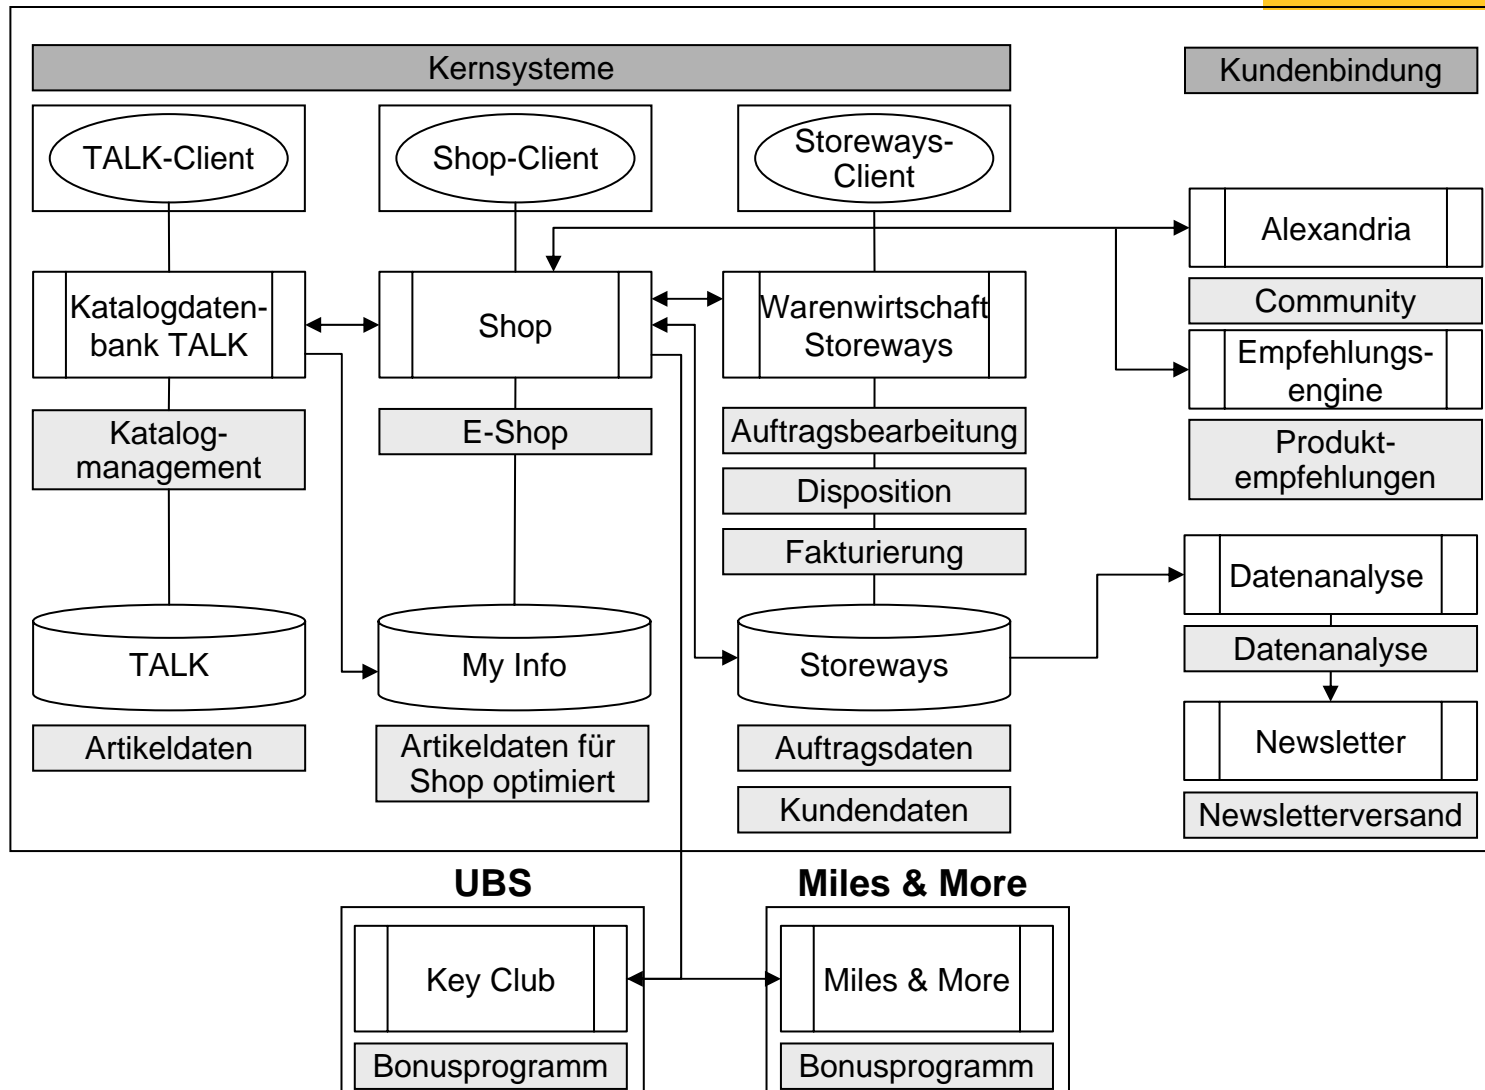 Kernsysteme
Kundenbindung
TALK-Client
Shop-Client
Storeways-
Client
Alexandria
Community
Katalogdaten-
bank TALK
Shop
Warenwirtschaft
Storeways
Empfehlungs-
engine
Katalog-
management
E-Shop
Auftragsbearbeitung
Disposition
Fakturierung
Produkt-
empfehlungen
Datenanalyse
Datenanalyse
TALK
My Info
Storeways
Newsletter
Artikeldaten
Artikeldaten für
Shop optimiert
Auftragsdaten
Kundendaten
Newsletterversand
UBS
Miles & More
Key Club
Miles & More
Bonusprogramm
Bonusprogramm